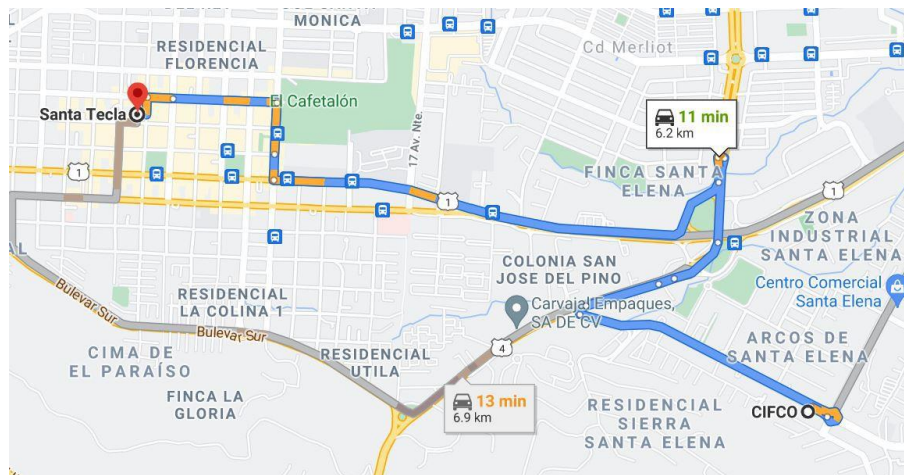 MONICA
RESIDENCIAL
FLORENCIA
Cd Merliot
Santa Tecla
El Cafetalón
11 min
6.2 km
17 Av. Nte.
1
FINCA SANTA
ELENA
1
1
ZONA
INDUSTRIAL
SANTA ELENA
COLONIA SAN
JOSE DEL PINO
Centro Comercial
Santa Elena
Bulevar Sur
RESIDENCIAL
LA COLINA 1
Carvajal Empaques,
SA DE CV
Bulevar Sur
4
ARCOS DE
SANTA ELENA
CIMA DE
EL PARAÍSO
RESIDENCIAL
UTILA
FINCA LA
GLORIA
13 min
6.9 km
RESIDENCIAL
SIERRA
SANTA ELENA
CIFCO